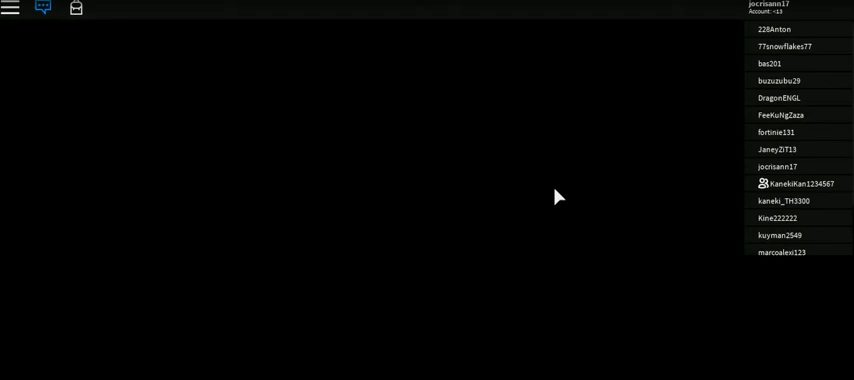 jocrisann17
Account: <13
228Anton
77snowflakes77
bas201
buzuzubu29
DragonENGL
FeeKuNgZaza
fortinie131
JaneyZiT13
jocrisann17
KanekiKan1234567
kaneki_TH3300
Kine222222
kuyman2549
marcoalexi123